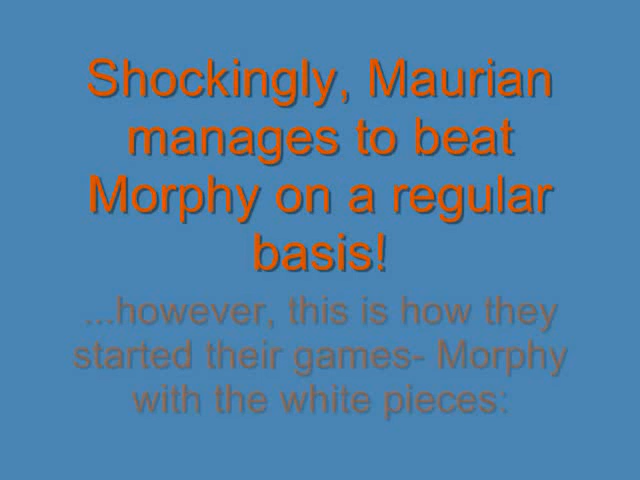 Shockingly, Maurian
manages to beat
Morphy on a regular
basis!
...however, this is how they
started their games- Morphy
with the white pieces: